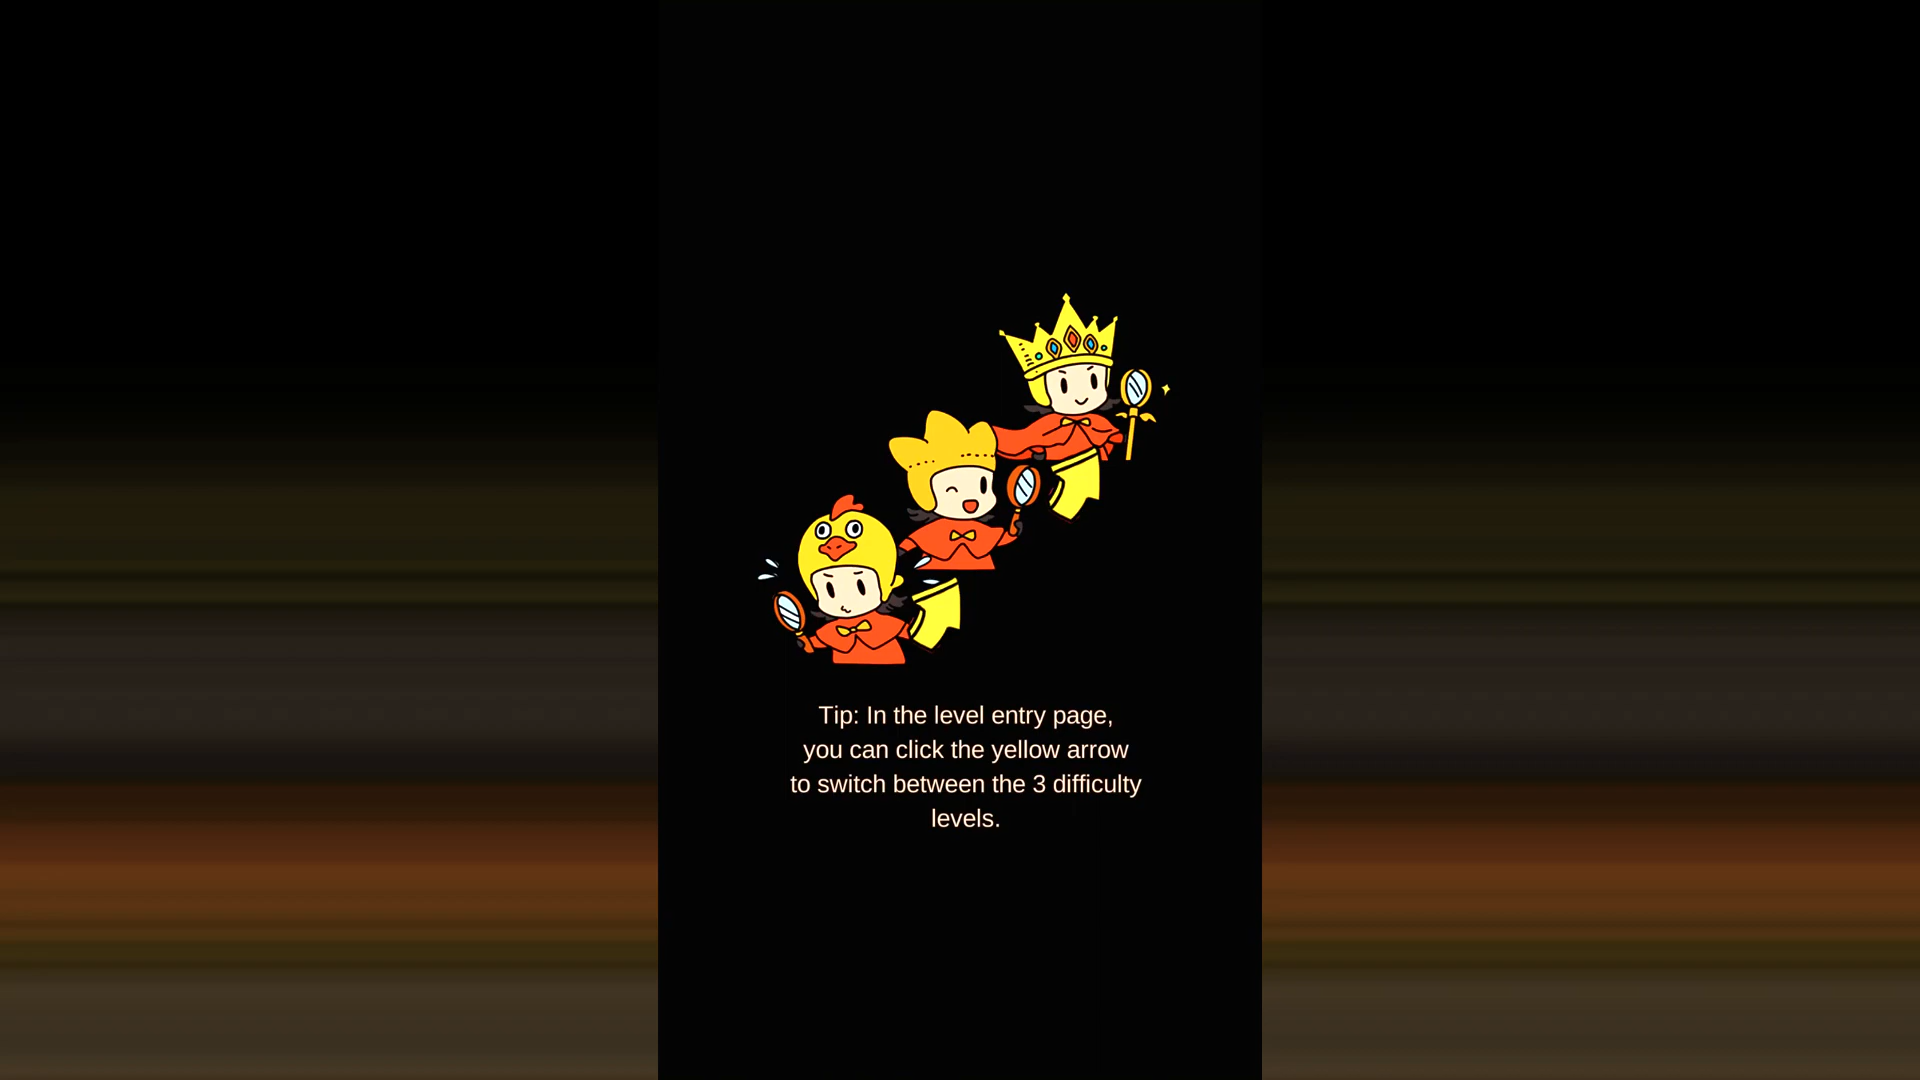 Tip: In the level entry page,
you can click the yellow arrow
to switch between the 3 difficulty
levels.